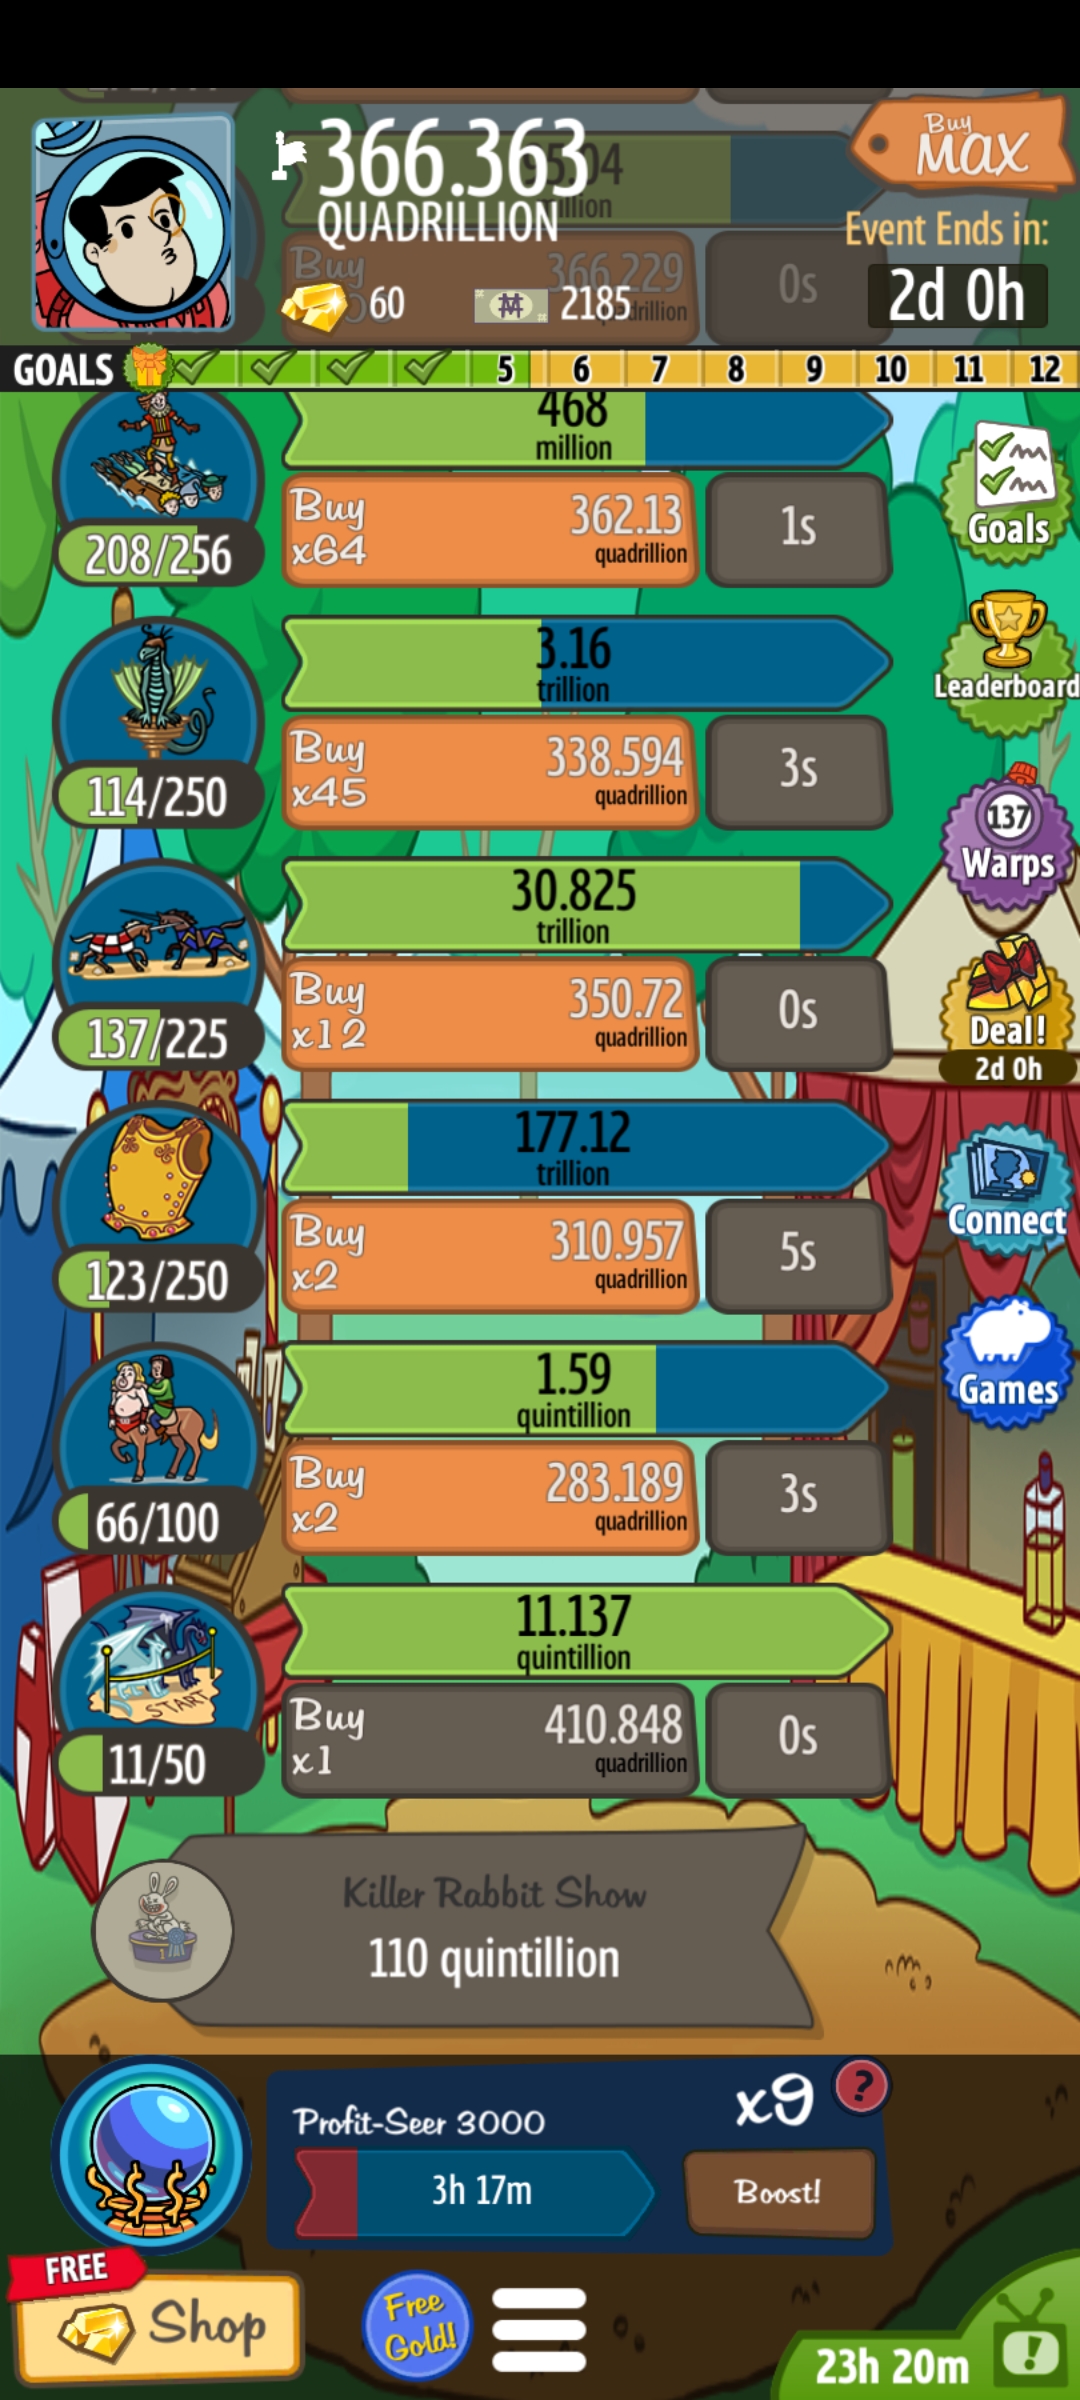 366.363
QUADRILLION
60
2185
Buy
MAX
Event Ends in:
2d 0h
Buy
366.229
0s
GOALS
5 6 7 8 9 10 11 12
468
million
Buy
x64
362.13
quadrillion
1s
208/256
Goals
3.16
trillion
Buy
x45
338.594
quadrillion
3s
114/250
Leaderboard
30.825
trillion
Buy
x12
350.72
quadrillion
0s
137/225
137
Warps
Deal!
2d 0h
177.12
trillion
Buy
x2
310.957
quadrillion
5s
123/250
Connect
1.59
quintillion
Buy
x2
283.189
quadrillion
3s
66/100
Games
11.137
quintillion
Buy
x1
410.848
quadrillion
0s
START
11/50
Killer Rabbit Show
110 quintillion
1
Profit-Seer 3000
x9
?
3h 17m
Boost!
FREE
Shop
Free
Gold!
23h 20m
!